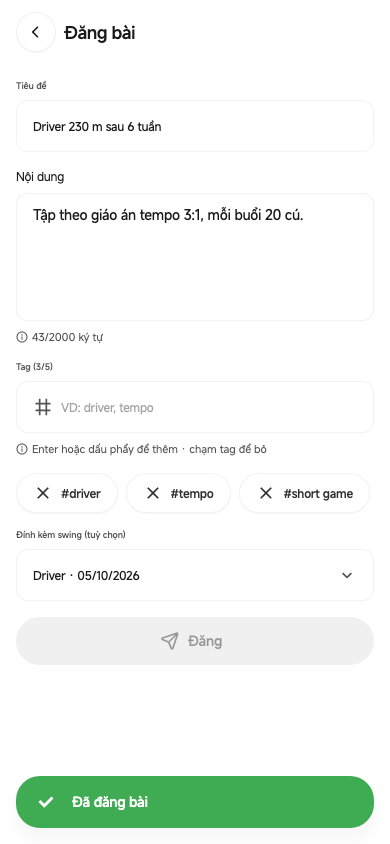 Đăng bài
Tiêu đề
Driver 230 m sau 6 tuần
Nội dung
Tập theo giáo án tempo 3:1, mỗi buổi 20 cú.
43/2000 ký tự
Tag (3/5)
VD: driver, tempo
Enter hoặc dấu phẩy để thêm · chạm tag để bỏ
#driver #tempo #short game
Đính kèm swing (tuỳ chọn)
Driver · 05/10/2026
Đăng
Đã đăng bài